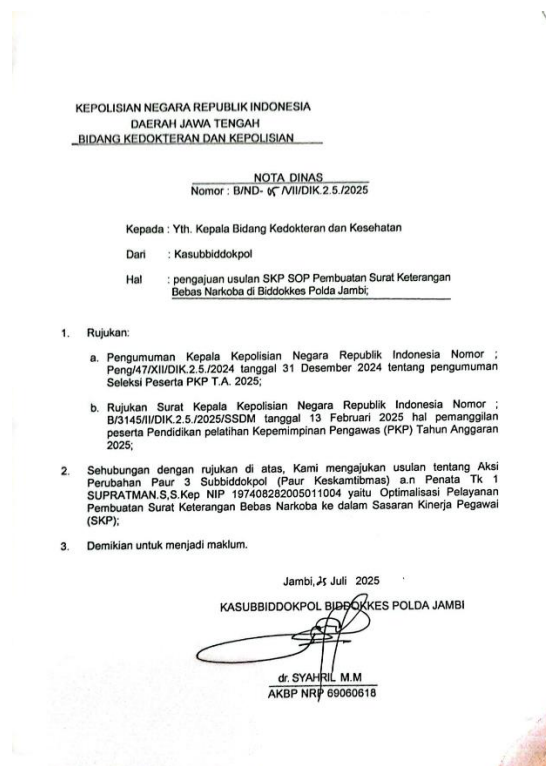 KEPOLISIAN NEGARA REPUBLIK INDONESIA
DAERAH JAWA TENGAH
BIDANG KEDOKTERAN DAN KEPOLISIAN
NOTA DINAS
Nomor : B/ND- 05 /VII/DIK.2.5./2025
Kepada : Yth. Kepala Bidang Kedokteran dan Kesehatan
Dari : Kasubbiddokpol
Hal : pengajuan usulan SKP SOP Pembuatan Surat Keterangan
Bebas Narkoba di Biddokkes Polda Jambi;
1. Rujukan:
a. Pengumuman Kepala Kepolisian Negara Republik Indonesia Nomor ;
Peng/47/XII/DIK.2.5./2024 tanggal 31 Desember 2024 tentang pengumuman
Seleksi Peserta PKP T.A. 2025;
b. Rujukan Surat Kepala Kepolisian Negara Republik Indonesia Nomor ;
B/3145/II/DIK.2.5./2025/SSDM tanggal 13 Februari 2025 hal pemanggilan
peserta Pendidikan pelatihan Kepemimpinan Pengawas (PKP) Tahun Anggaran
2025;
2. Sehubungan dengan rujukan di atas, Kami mengajukan usulan tentang Aksi
Perubahan Paur 3 Subbiddokpol (Paur Keskamtibmas) a.n Penata Tk 1
SUPRATMAN.S,S.Kep NIP 197408282005011004 yaitu Optimalisasi Pelayanan
Pembuatan Surat Keterangan Bebas Narkoba ke dalam Sasaran Kinerja Pegawai
(SKP);
3. Demikian untuk menjadi maklum.
Jambi, 25 Juli 2025
KASUBBIDDOKPOL BIDDOKKES POLDA JAMBI
dr. SYAHRIL M.M
AKBP NRP 69060618